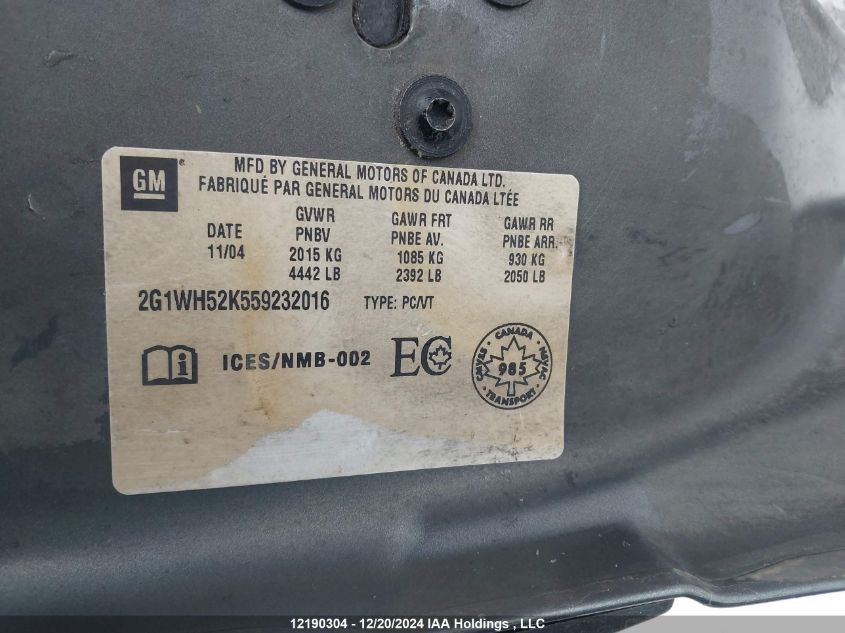 GM
MFD BY GENERAL MOTORS OF CANADA LTD.
FABRIQUÉ PAR GENERAL MOTORS DU CANADA LTÉE
DATE
11/04
GVWR
PNBV
2015 KG
4442 LB
GAWR FRT
PNBE AV.
1085 KG
2392 LB
GAWR RR
PNBE ARR.
930 KG
2050 LB
2G1WH52K559232016 TYPE: PC/VT
i ICES/NMB-002 EC
CANADA
CMVSS 985 NSVAC
TRANSPORT
12190304 - 12/20/2024 IAA Holdings , LLC